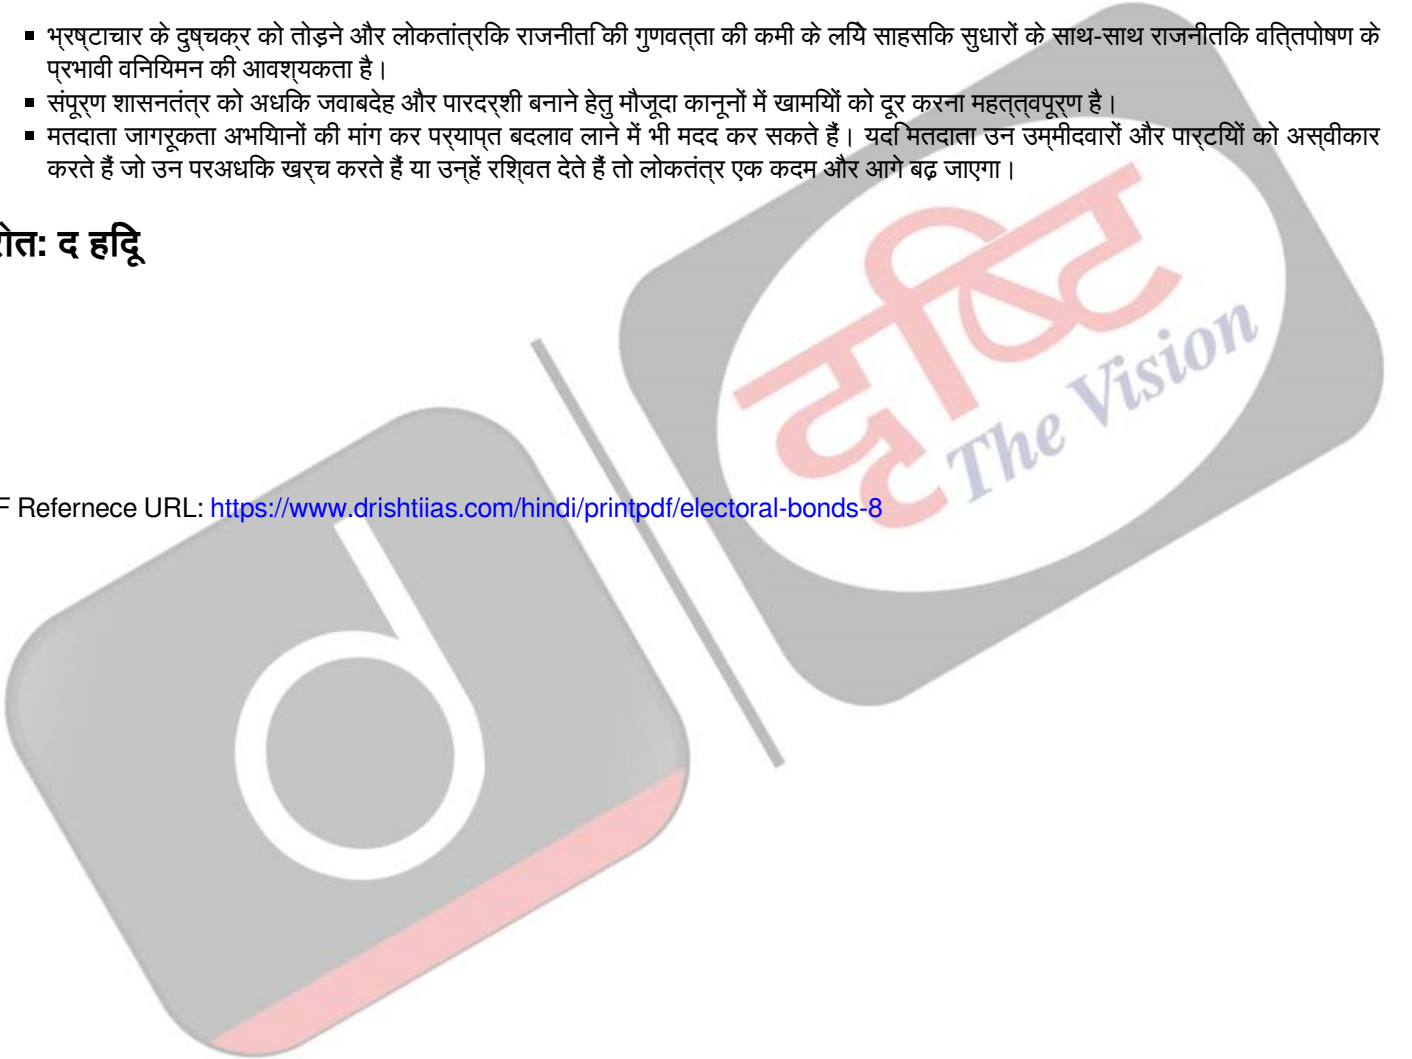 ▪ भ्रष्टाचार के दुष्चक्र को तोड़ने और लोकतांत्रिक राजनीति की गुणवत्ता की कमी के लिये साहसिक सुधारों के साथ-साथ राजनीतिक वित्तपोषण के
प्रभावी विनियमन की आवश्यकता है।
▪ संपूर्ण शासनतंत्र को अधिक जवाबदेह और पारदर्शी बनाने हेतु मौजूदा कानूनों में खामियों को दूर करना महत्त्वपूर्ण है।
▪ मतदाता जागरूकता अभियानों की मांग कर पर्याप्त बदलाव लाने में भी मदद कर सकते हैं। यदि मतदाता उन उम्मीदवारों और पार्टियों को अस्वीकार
करते हैं जो उन परअधिक खर्च करते हैं या उन्हें रिश्वत देते हैं तो लोकतंत्र एक कदम और आगे बढ़ जाएगा।
रोत: द हिंदू
दृष्टि
The Vision
F Refernece URL: https://www.drishtiias.com/hindi/printpdf/electoral-bonds-8
d